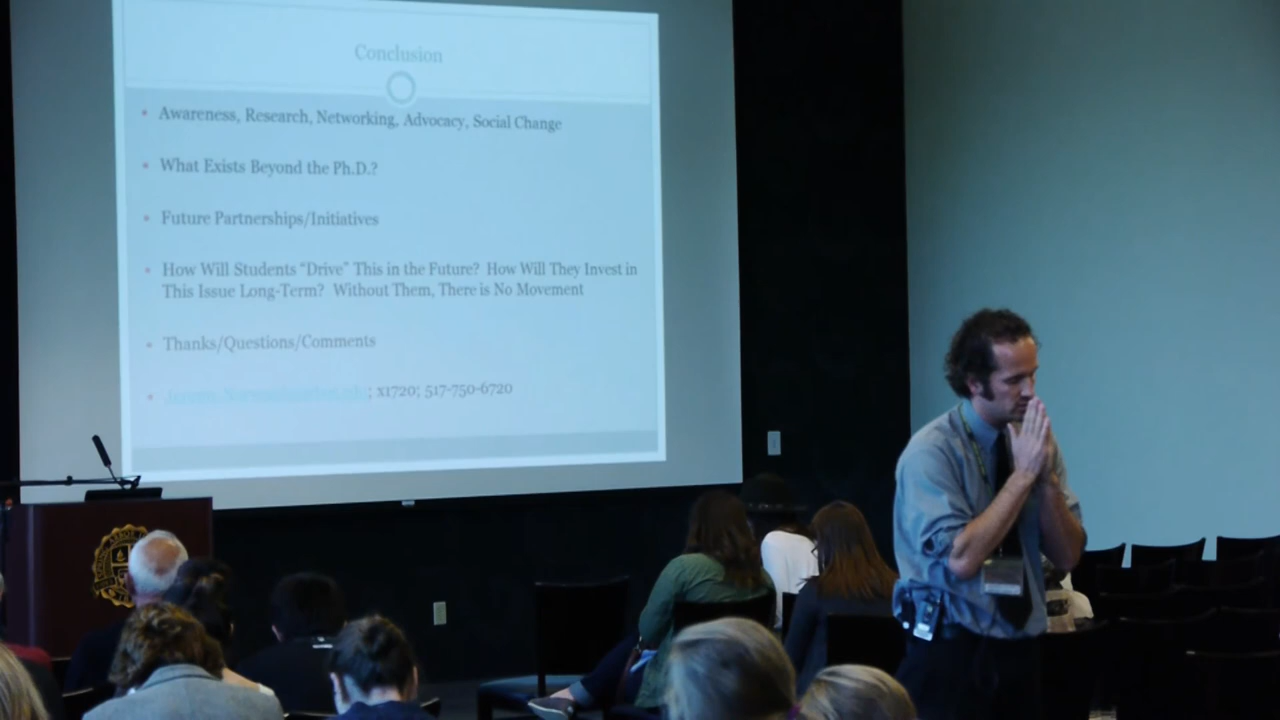 Conclusion
Awareness, Research, Networking, Advocacy, Social Change
What Exists Beyond the Ph.D.?
Future Partnerships/Initiatives
How Will Students “Drive” This in the Future? How Will They Invest in
This Issue Long-Term? Without Them, There is No Movement
Thanks/Questions/Comments
; x1720; 517-750-6720